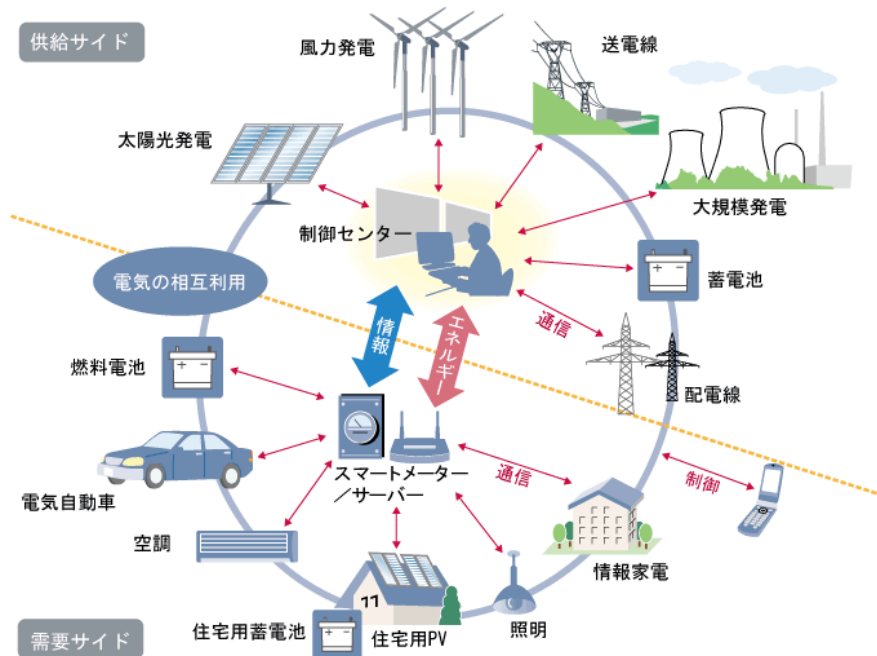 供給サイド
風力発電
送電線
太陽光発電
大規模発電
制御センター
電気の相互利用
蓄電池
情報
エネルギー
通信
燃料電池
配電線
電気自動車
スマートメーター
／サーバー
通信
制御
空調
情報家電
住宅用蓄電池
住宅用PV
照明
需要サイド